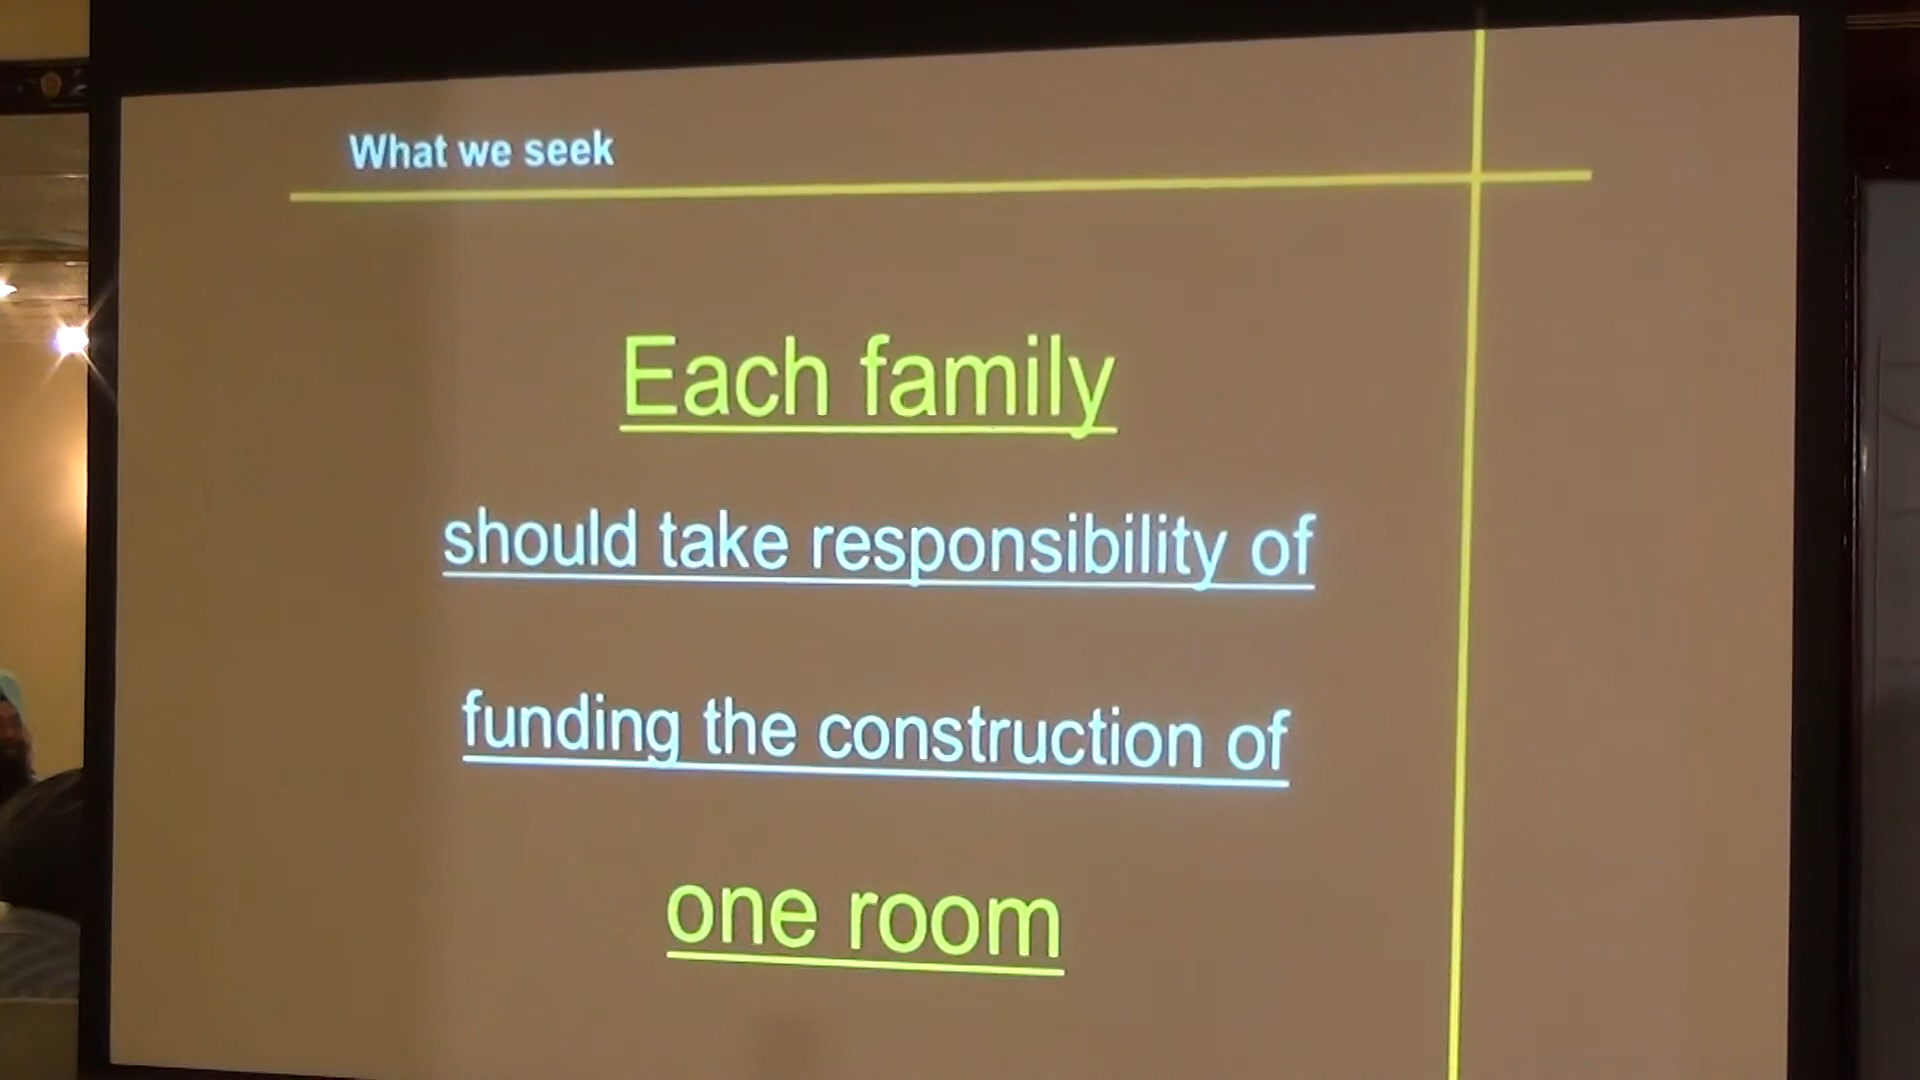 What we seek
Each family
should take responsibility of
funding the construction of
one room